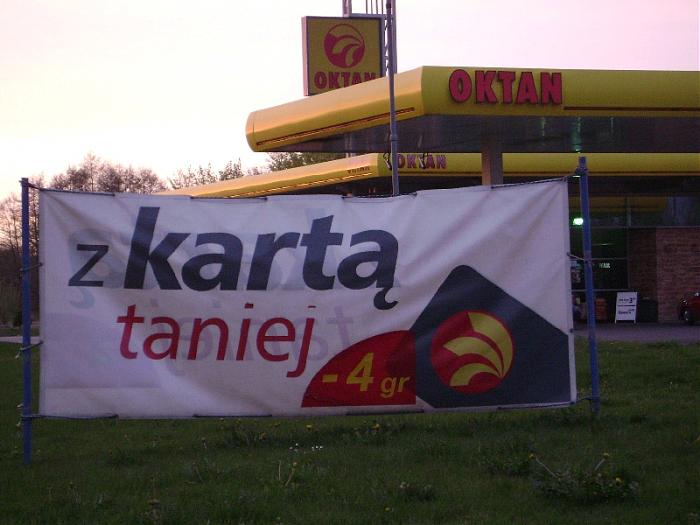 OKTAN
OKTAN
OKTAN
z kartą
taniej
- 4 gr